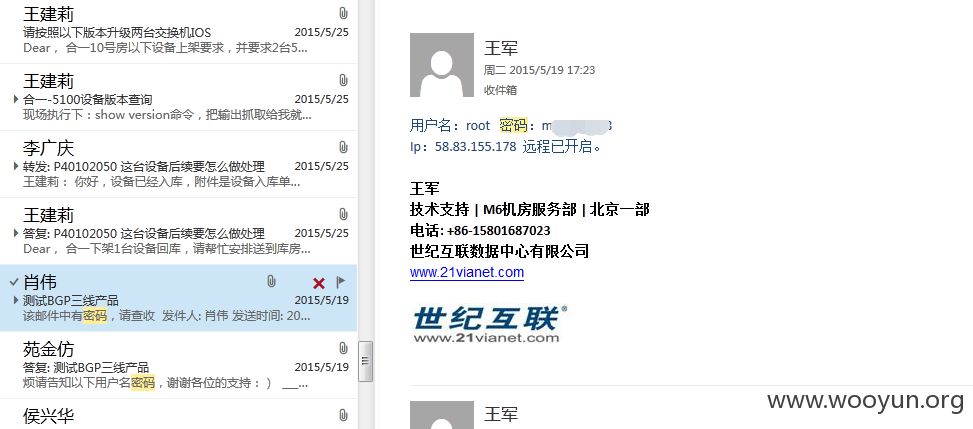 王建莉
请按照以下版本升级两台交换机IOS 2015/5/25
Dear， 合一10号房以下设备上架要求，并要求2台5...
王建莉
合一-5100设备版本查询 2015/5/25
现场执行下：show version命令，把输出抓取给我就...
李广庆
转发: P40102050 这台设备后续要怎么做处理 2015/5/25
王建莉： 你好，设备已经入库，附件是设备入库单...
王建莉
答复: P40102050 这台设备后续要怎么做处理 2015/5/25
Dear， 合一下架1台设备回库，请帮忙安排送到库房...
肖伟
测试BGP三线产品 2015/5/19
该邮件中有密码，请查收 发件人: 肖伟 发送时间: 20...
苑金仿
答复: 测试BGP三线产品 2015/5/19
烦请告知以下用户名密码，谢谢各位的支持：） ___...
侯兴华
王军
周二 2015/5/19 17:23
收件箱
用户名：root 密码：m 3
Ip：58.83.155.178 远程已开启。
王军
技术支持 | M6机房服务部 | 北京一部
电话: +86-15801687023
世纪互联数据中心有限公司
www.21vianet.com
世纪互联®
www.21vianet.com
王军
www.wooyun.org